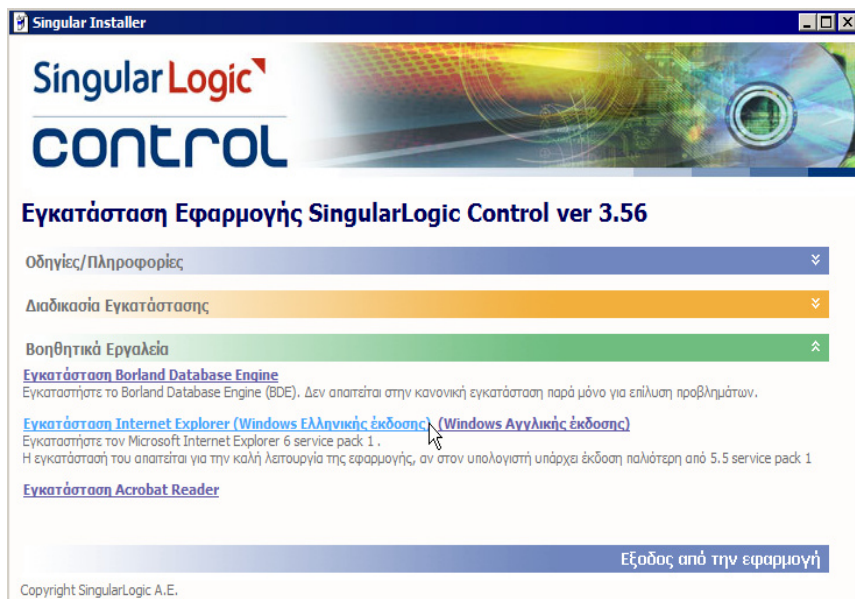 Singular Installer
SingularLogic
control
Εγκατάσταση Εφαρμογής SingularLogic Control ver 3.56
Οδηγίες/Πληροφορίες
Διαδικασία Εγκατάστασης
Βοηθητικά Εργαλεία
Εγκατάσταση Borland Database Engine
Εγκαταστήστε το Borland Database Engine (BDE). Δεν απαιτείται στην κανονική εγκατάσταση παρά μόνο για επίλυση προβλημάτων.
Εγκατάσταση Internet Explorer (Windows Ελληνικής έκδοσης) (Windows Αγγλικής έκδοσης)
Εγκαταστήστε τον Microsoft Internet Explorer 6 service pack 1 .
Η εγκατάστασή του απαιτείται για την καλή λειτουργία της εφαρμογής, αν στον υπολογιστή υπάρχει έκδοση παλιότερη από 5.5 service pack 1
Εγκατάσταση Acrobat Reader
Εξοδος από την εφαρμογή
Copyright SingularLogic Α.Ε.